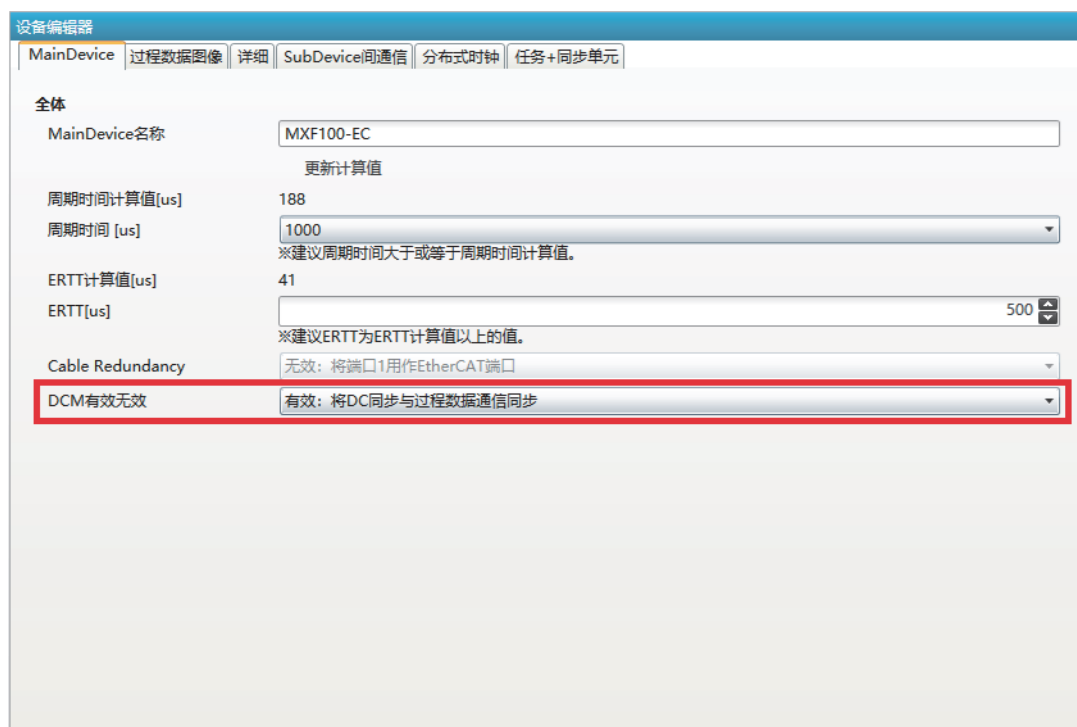 设备编辑器
MainDevice 过程数据图像 详细 SubDevice间通信 分布式时钟 任务+同步单元
全体
MainDevice名称 MXF100-EC
更新计算值
周期时间计算值[us] 188
周期时间 [us] 1000
※建议周期时间大于或等于周期时间计算值。
ERTT计算值[us] 41
ERTT[us] 500
※建议ERTT为ERTT计算值以上的值。
Cable Redundancy 无效：将端口1用作EtherCAT端口
DCM有效无效 有效：将DC同步与过程数据通信同步